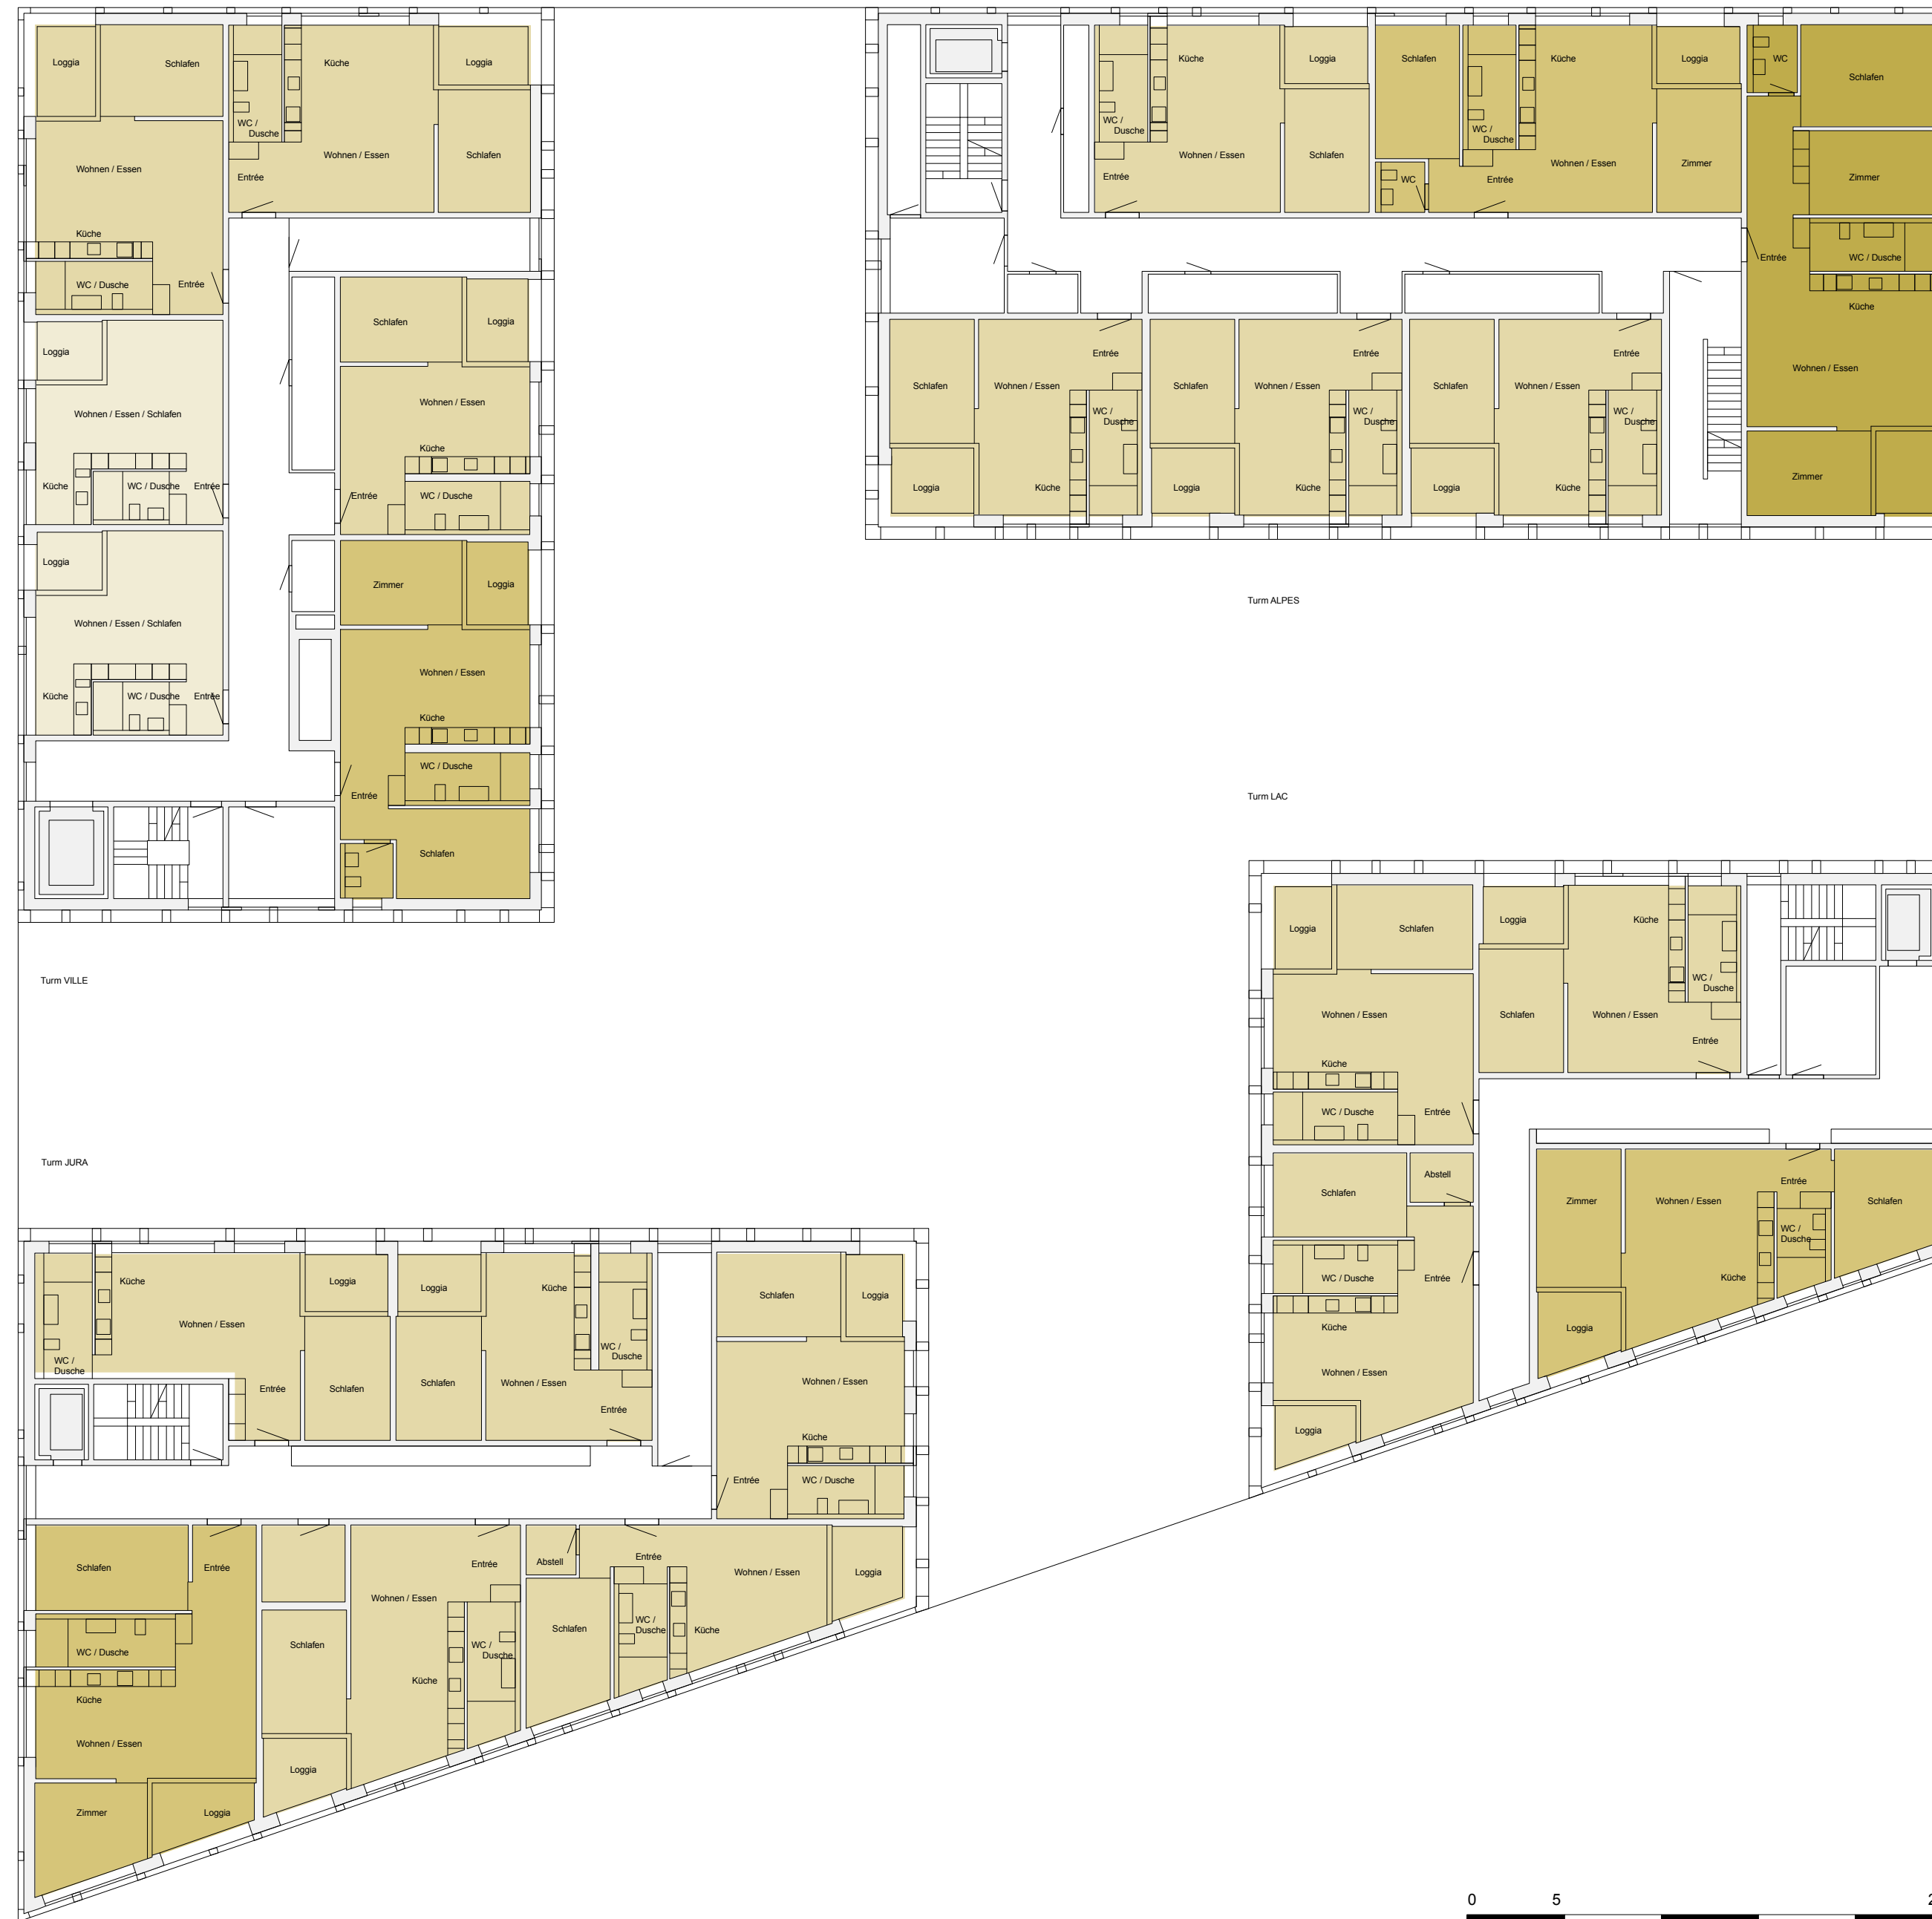 Loggia
Schlafen
Küche
Loggia
WC /
Dusche
Wohnen / Essen
Schlafen
Wohnen / Essen
Entrée
Küche
WC / Dusche
Entrée
Schlafen
Loggia
Loggia
Wohnen / Essen / Schlafen
Wohnen / Essen
Küche
Küche
WC / Dusche
Entrée
Entrée
WC / Dusche
Loggia
Zimmer
Loggia
Wohnen / Essen / Schlafen
Wohnen / Essen
Küche
WC / Dusche
Entrée
Küche
WC / Dusche
Entrée
Schlafen
Turm VILLE
Küche
Loggia
Schlafen
Küche
Loggia
WC
Schlafen
WC /
Dusche
Wohnen / Essen
Schlafen
WC /
Dusche
Wohnen / Essen
Zimmer
Entrée
WC
Entrée
Zimmer
Entrée
WC / Dusche
Küche
Entrée
Entrée
Entrée
Wohnen / Essen
Schlafen
Wohnen / Essen
Schlafen
Wohnen / Essen
Schlafen
Wohnen / Essen
WC /
Dusche
WC /
Dusche
WC /
Dusche
Zimmer
Loggia
Küche
Loggia
Küche
Loggia
Küche
Turm ALPES
Turm LAC
Loggia
Schlafen
Loggia
Küche
WC /
Dusche
Wohnen / Essen
Schlafen
Wohnen / Essen
Entrée
Küche
WC / Dusche
Entrée
Abstell
Schlafen
Entrée
Zimmer
Wohnen / Essen
Schlafen
WC /
Dusche
WC / Dusche
Entrée
Küche
Küche
Loggia
Wohnen / Essen
Loggia
Turm JURA
Küche
Loggia
Loggia
Küche
Schlafen
Loggia
Wohnen / Essen
WC /
Dusche
WC /
Dusche
Entrée
Schlafen
Schlafen
Wohnen / Essen
Wohnen / Essen
Entrée
Küche
Entrée
WC / Dusche
Schlafen
Entrée
Entrée
Abstell
Entrée
Wohnen / Essen
Loggia
Wohnen / Essen
Schlafen
WC /
Dusche
Küche
Schlafen
WC /
Dusche
WC / Dusche
Küche
Küche
Wohnen / Essen
Loggia
Zimmer
Loggia
0 5